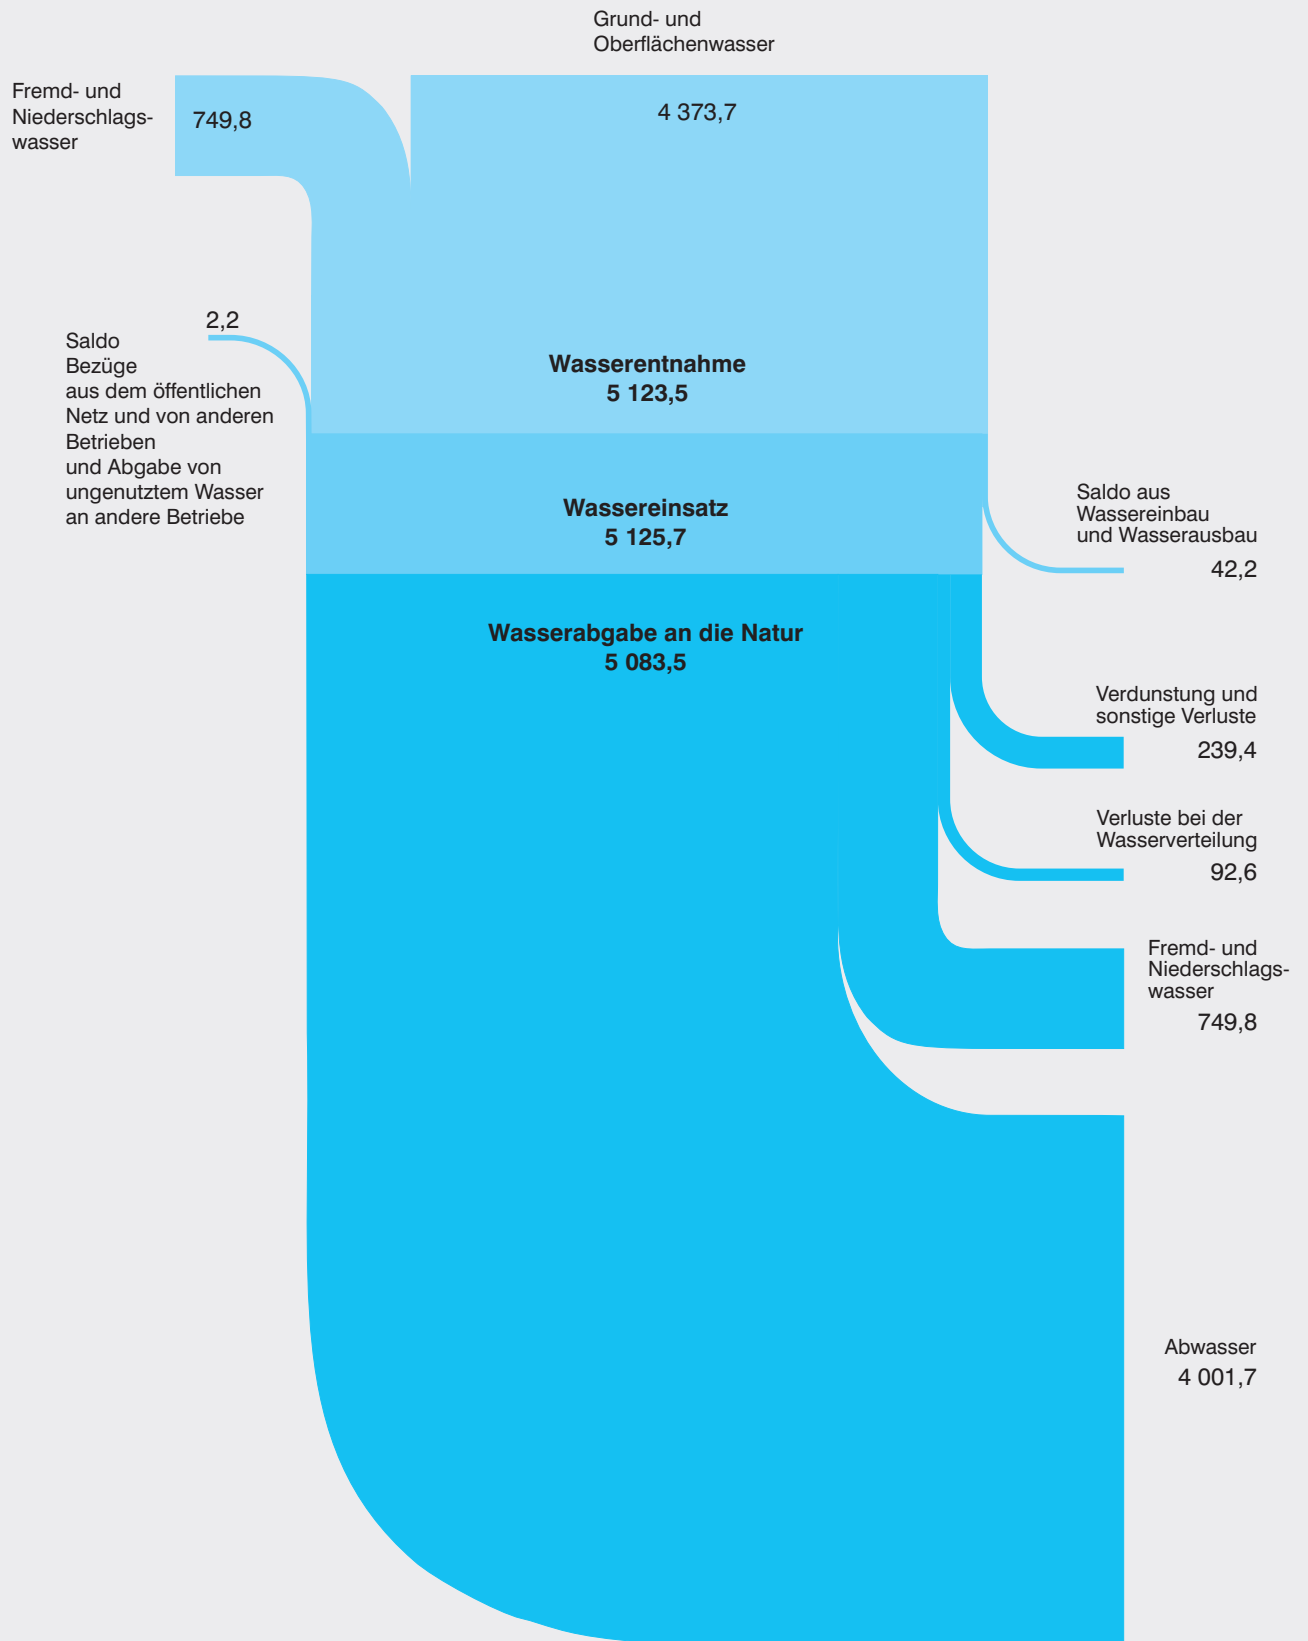 Grund- und
Oberflächenwasser
Fremd- und
Niederschlags-
wasser
749,8
4 373,7
2,2
Saldo
Bezüge
aus dem öffentlichen
Netz und von anderen
Betrieben
und Abgabe von
ungenutztem Wasser
an andere Betriebe
Wasserentnahme
5 123,5
Wassereinsatz
5 125,7
Saldo aus
Wassereinbau
und Wasserausbau
42,2
Wasserabgabe an die Natur
5 083,5
Verdunstung und
sonstige Verluste
239,4
Verluste bei der
Wasserverteilung
92,6
Fremd- und
Niederschlags-
wasser
749,8
Abwasser
4 001,7